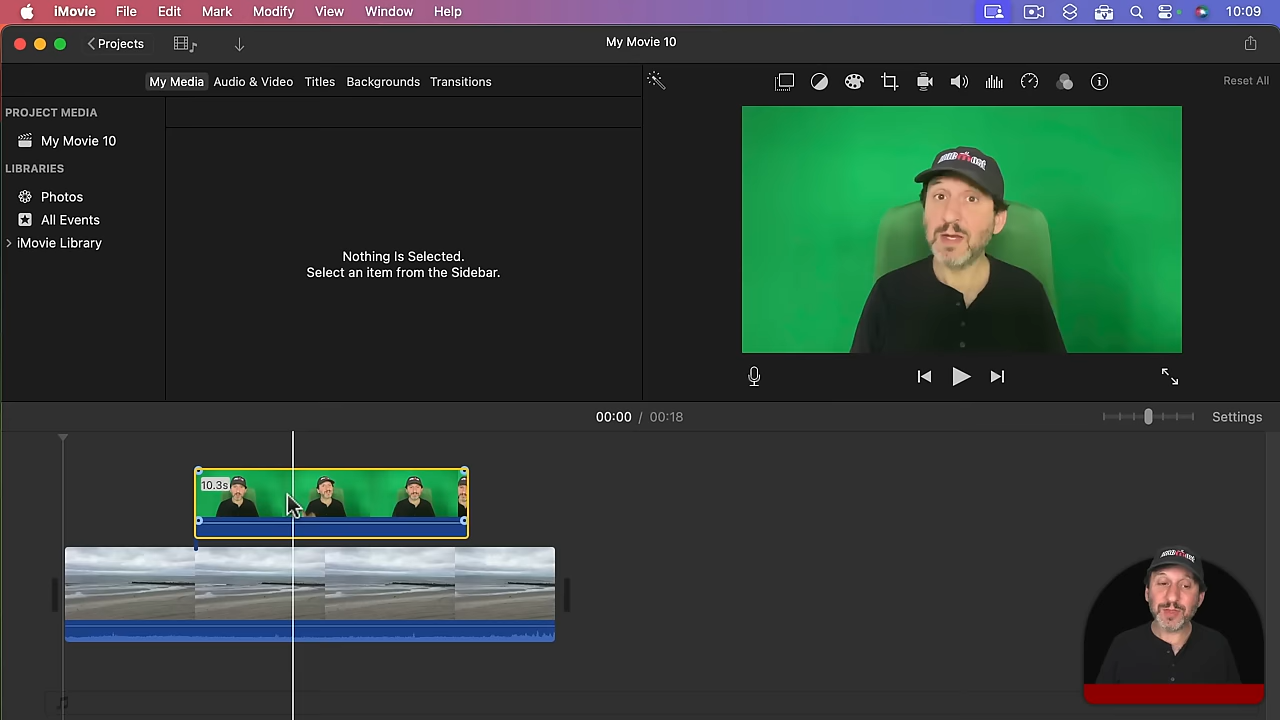 iMovie File Edit Mark Modify View Window Help 10:09
Projects My Movie 10
My Media Audio & Video Titles Backgrounds Transitions Reset All
PROJECT MEDIA
My Movie 10
LIBRARIES
Photos
All Events
iMovie Library
Nothing Is Selected.
Select an item from the Sidebar.
00:00 / 00:18 Settings
10.3s